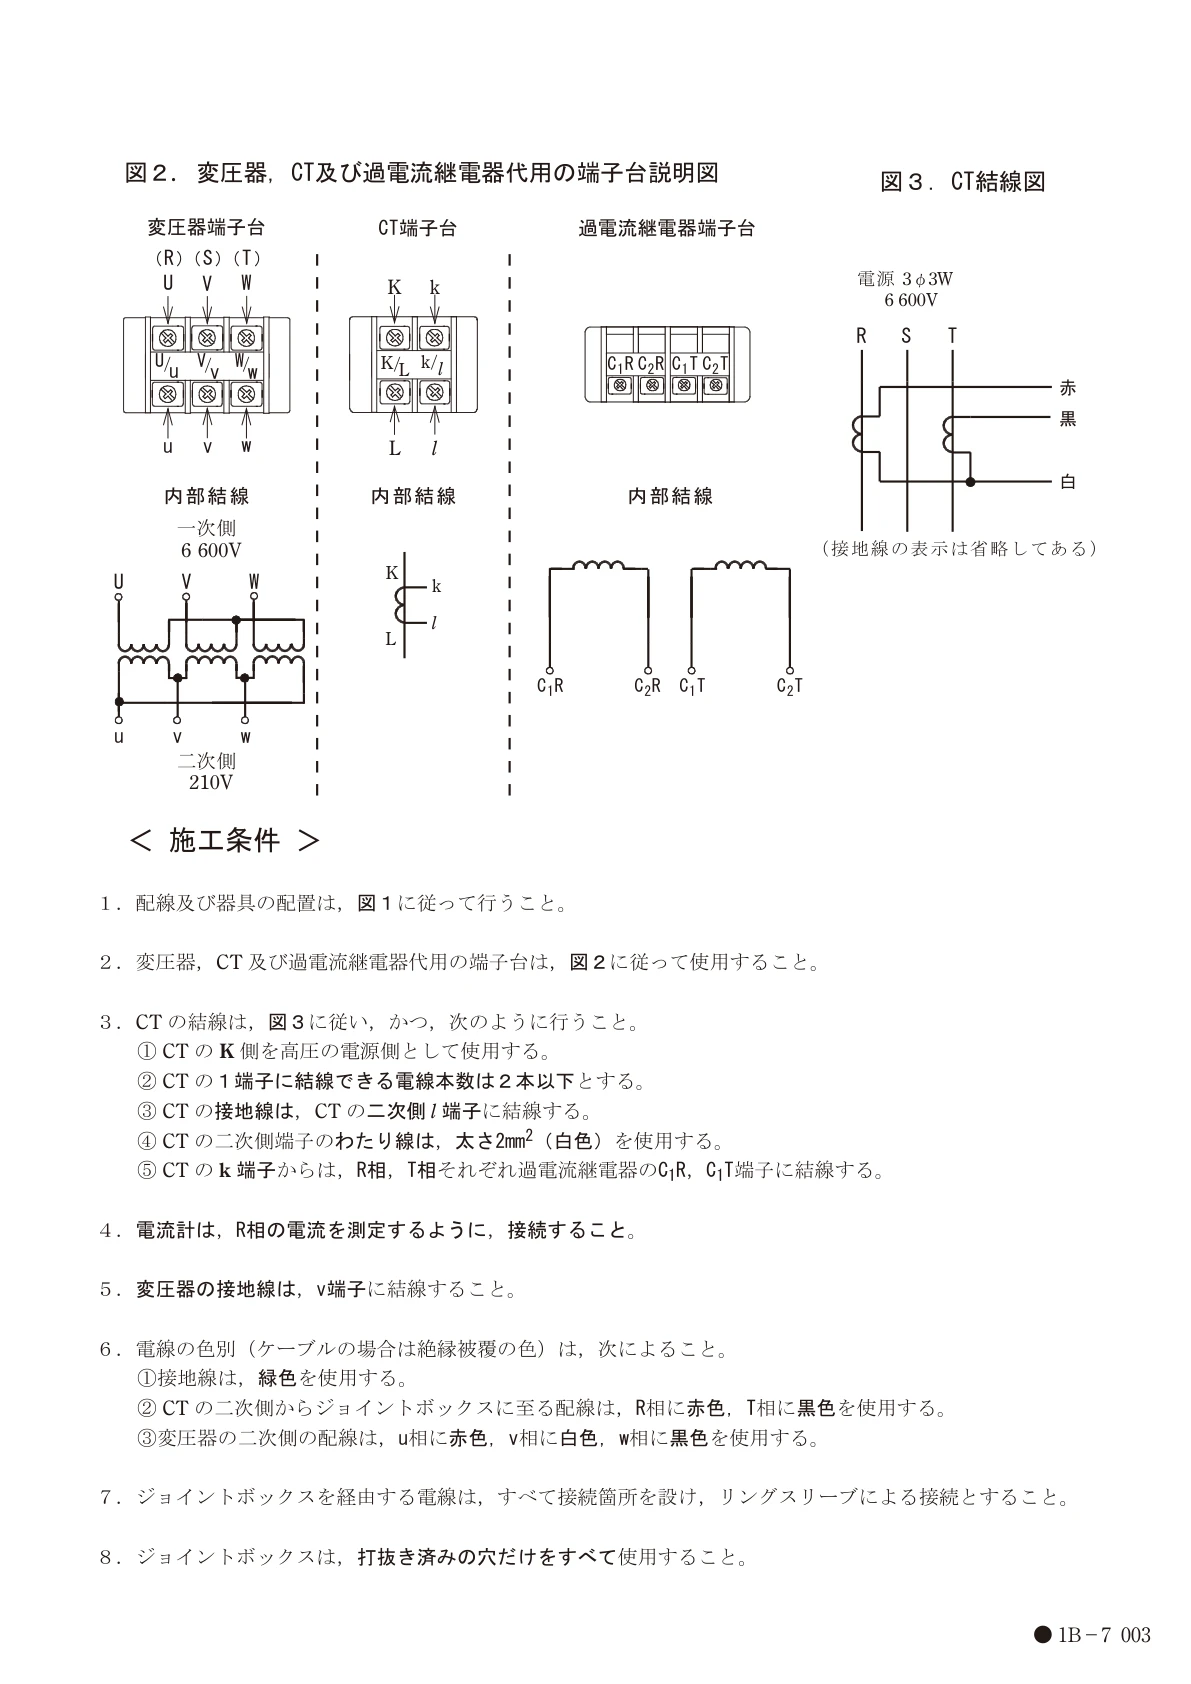 図２．変圧器，CT及び過電流継電器代用の端子台説明図
図３．CT結線図
変圧器端子台
(R) (S) (T)
U V W
U/u V/v W/w
u v w
内部結線
一次側
6 600V
U V W
u v w
二次側
210V
CT端子台
K k
K/L k/l
L l
内部結線
K
k
l
L
過電流継電器端子台
C₁R C₂R C₁T C₂T
内部結線
C₁R C₂R C₁T C₂T
電源 3φ3W
6 600V
R S T
赤
黒
白
（接地線の表示は省略してある）
＜ 施工条件 ＞
１．配線及び器具の配置は，図１に従って行うこと。
２．変圧器，CT 及び過電流継電器代用の端子台は，図２に従って使用すること。
３．CT の結線は，図３に従い，かつ，次のように行うこと。
① CT の K 側を高圧の電源側として使用する。
② CT の１端子に結線できる電線本数は２本以下とする。
③ CT の接地線は，CT の二次側 l 端子に結線する。
④ CT の二次側端子のわたり線は，太さ2mm²（白色）を使用する。
⑤ CT の k 端子からは，R相，T相それぞれ過電流継電器のC₁R，C₁T端子に結線する。
４．電流計は，R相の電流を測定するように，接続すること。
５．変圧器の接地線は，v端子に結線すること。
６．電線の色別（ケーブルの場合は絶縁被覆の色）は，次によること。
①接地線は，緑色を使用する。
② CT の二次側からジョイントボックスに至る配線は，R相に赤色，T相に黒色を使用する。
③変圧器の二次側の配線は，u相に赤色，v相に白色，w相に黒色を使用する。
７．ジョイントボックスを経由する電線は，すべて接続箇所を設け，リングスリーブによる接続とすること。
８．ジョイントボックスは，打抜き済みの穴だけをすべて使用すること。
●1B－7 003